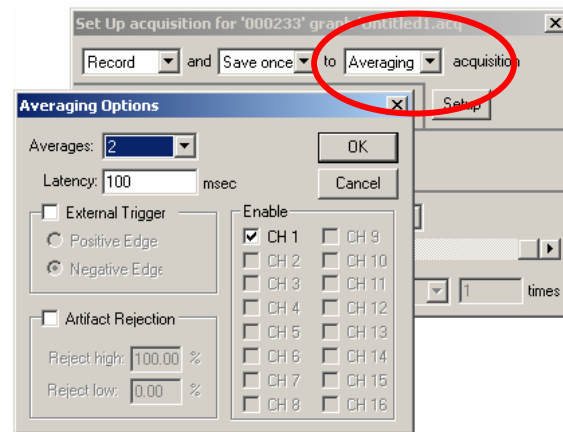 Set Up acquisition for '000233' graph 'Untitled1.acq'
Record and Save once to Averaging acquisition
Setup
Averaging Options
Averages: 2
OK
Latency: 100 msec
Cancel
External Trigger
Positive Edge
Negative Edge
Enable
CH 1 CH 9
CH 2 CH 10
CH 3 CH 11
CH 4 CH 12
CH 5 CH 13
CH 6 CH 14
CH 7 CH 15
CH 8 CH 16
Artifact Rejection
Reject high: 100.00 %
Reject low: 0.00 %
1 times